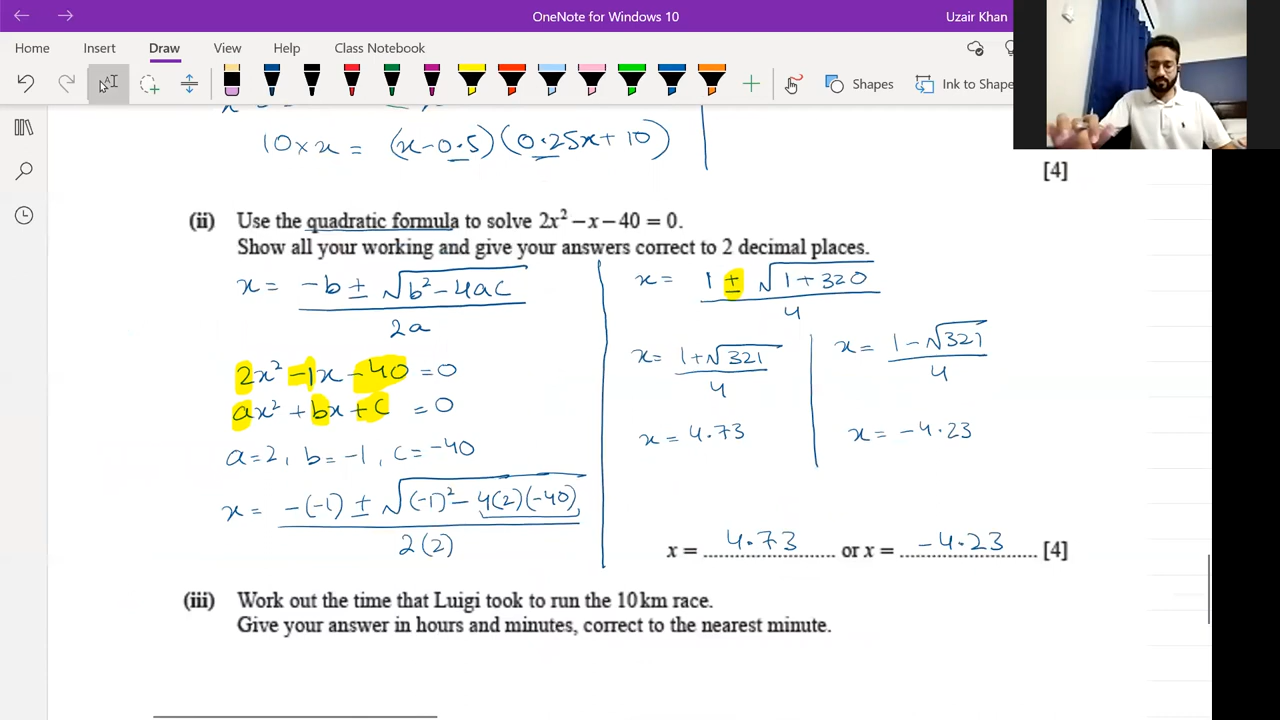 OneNote for Windows 10
Uzair Khan
Home Insert Draw View Help Class Notebook
Shapes Ink to Shape
10 × x = (x-0.5)(0.25x+10)
[4]
(ii) Use the quadratic formula to solve 2x² − x − 40 = 0.
Show all your working and give your answers correct to 2 decimal places.
x = (-b ± √(b² - 4ac)) / 2a
2x² -1x -40 = 0
ax² + bx + c = 0
a=2, b=-1, c=-40
x = (-(-1) ± √((-1)² - 4(2)(-40))) / 2(2)
x = (1 ± √(1+320)) / 4
x = (1+√321) / 4
x = 4.73
x = (1-√321) / 4
x = -4.23
x = 4.73 or x = -4.23 [4]
(iii) Work out the time that Luigi took to run the 10 km race.
Give your answer in hours and minutes, correct to the nearest minute.